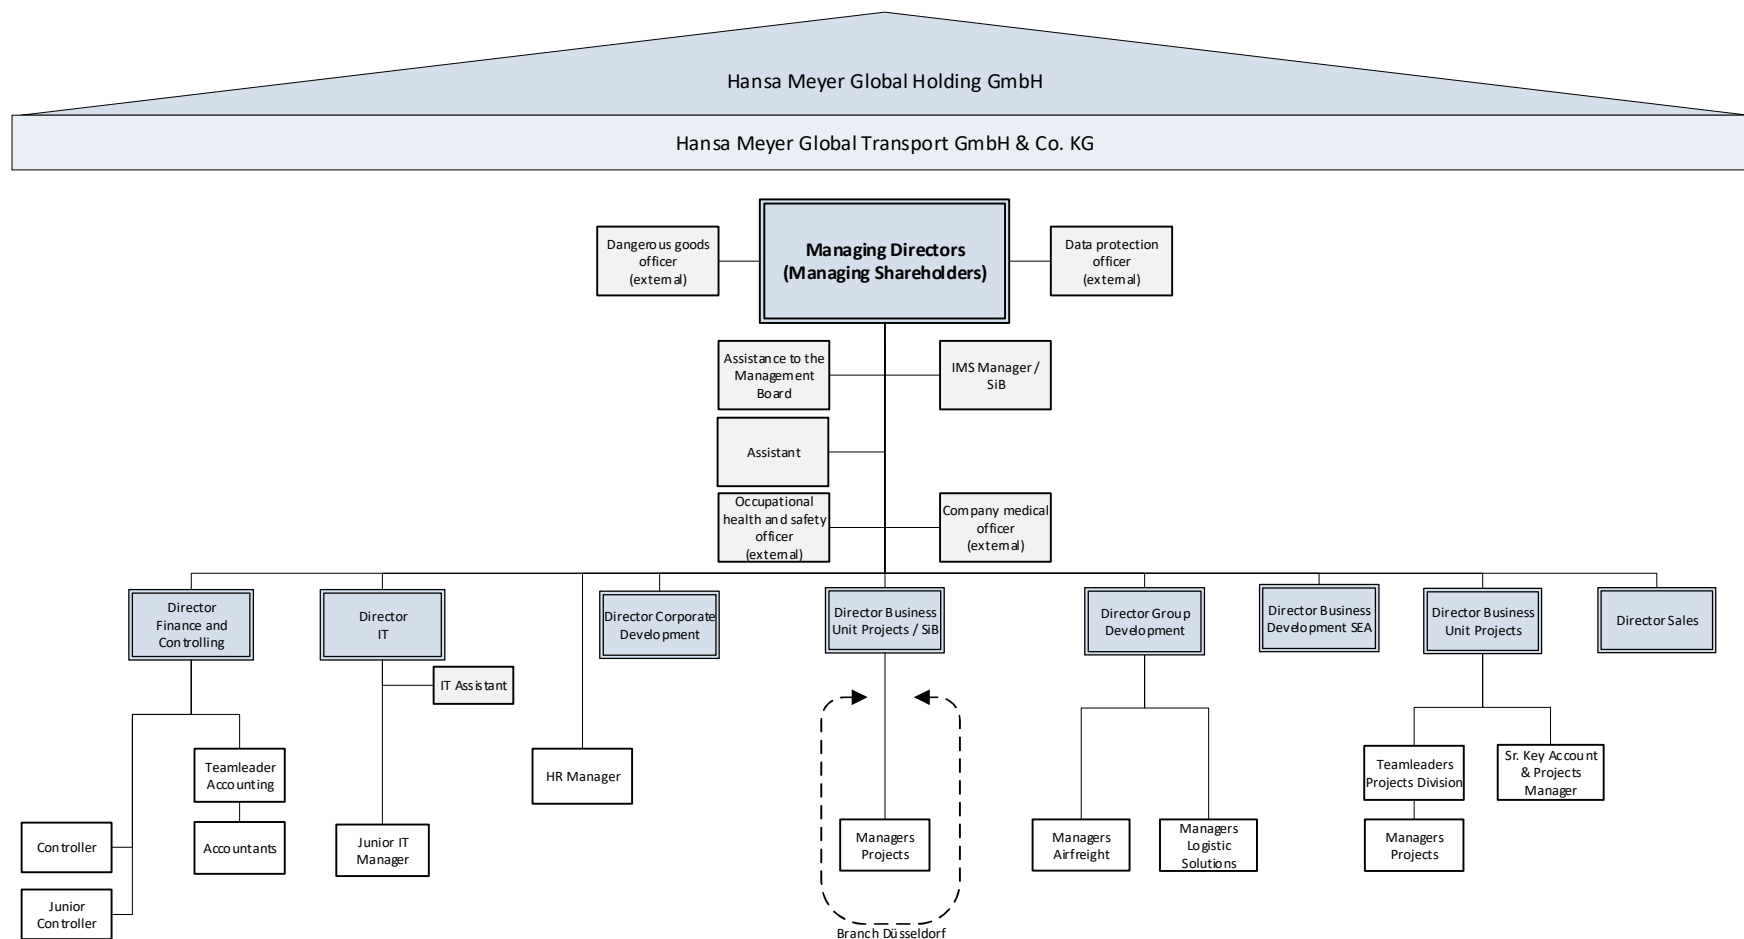 Hansa Meyer Global Holding GmbH
Hansa Meyer Global Transport GmbH & Co. KG
Dangerous goods
officer
(external)
Managing Directors
(Managing Shareholders)
Data protection
officer
(external)
Assistance to the
Management
Board
IMS Manager /
SiB
Assistant
Occupational
health and safety
officer
(external)
Company medical
officer
(external)
Director
Finance and
Controlling
Director
IT
Director Corporate
Development
Director Business
Unit Projects / SiB
Director Group
Development
Director Business
Development SEA
Director Business
Unit Projects
Director Sales
IT Assistant
Teamleader
Accounting
HR Manager
Teamleaders
Projects Division
Sr. Key Account
& Projects
Manager
Controller
Accountants
Junior IT
Manager
Managers
Projects
Managers
Airfreight
Managers
Logistic
Solutions
Managers
Projects
Junior
Controller
Branch Düsseldorf